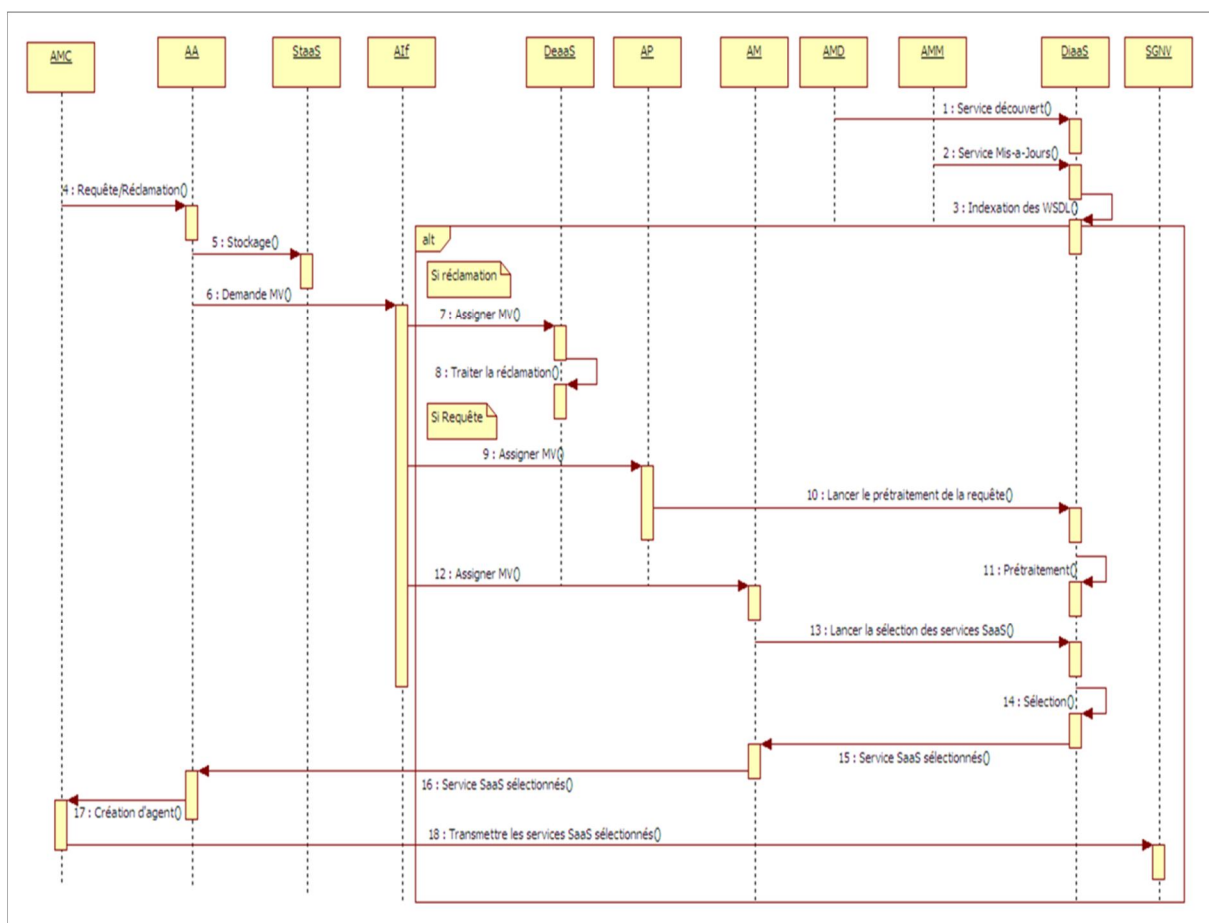 AMC AA StaaS AIf DeaaS AP AM AMD AMM DiaaS SGNV
1 : Service découvert()
2 : Service Mis-a-Jours()
4 : Requête/Réclamation()
3 : Indexation des WSDL()
alt
5 : Stockage()
Si réclamation
6 : Demande MV()
7 : Assigner MV()
8 : Traiter la réclamation()
Si Requête
9 : Assigner MV()
10 : Lancer le prétraitement de la requête()
11 : Prétraitement()
12 : Assigner MV()
13 : Lancer la sélection des services SaaS()
14 : Sélection()
15 : Service SaaS sélectionnés()
16 : Service SaaS sélectionnés()
17 : Création d'agent()
18 : Transmettre les services SaaS sélectionnés()